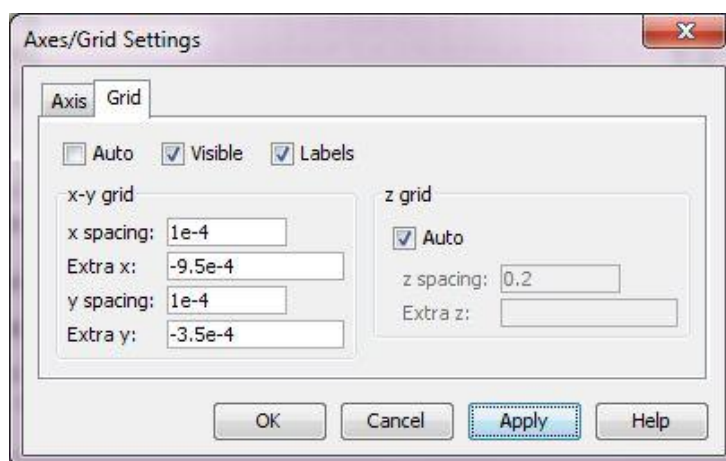 Axes/Grid Settings
X
Axis Grid
Auto Visible Labels
x-y grid
x spacing: 1e-4
Extra x: -9.5e-4
y spacing: 1e-4
Extra y: -3.5e-4
z grid
Auto
z spacing: 0.2
Extra z:
OK Cancel Apply Help